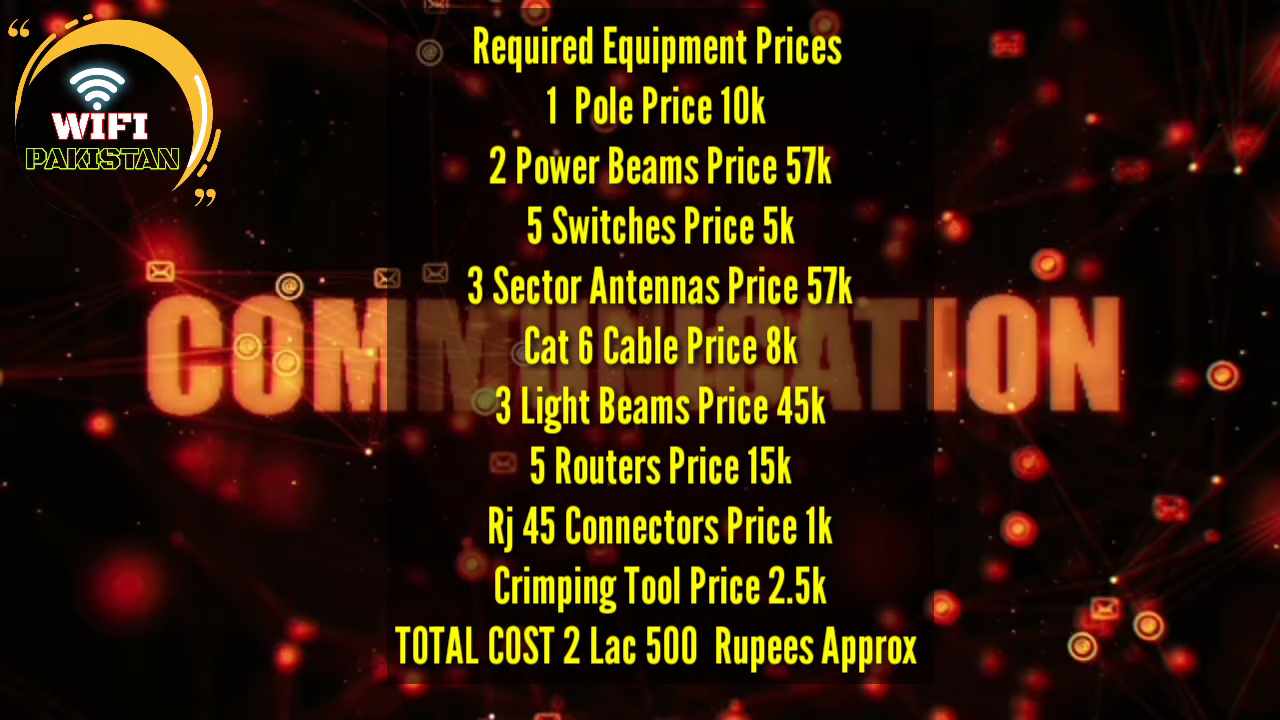 WIFI
PAKISTAN
Required Equipment Prices
1 Pole Price 10k
2 Power Beams Price 57k
5 Switches Price 5k
3 Sector Antennas Price 57k
Cat 6 Cable Price 8k
3 Light Beams Price 45k
5 Routers Price 15k
Rj 45 Connectors Price 1k
Crimping Tool Price 2.5k
TOTAL COST 2 Lac 500 Rupees Approx
COMMUNICATION